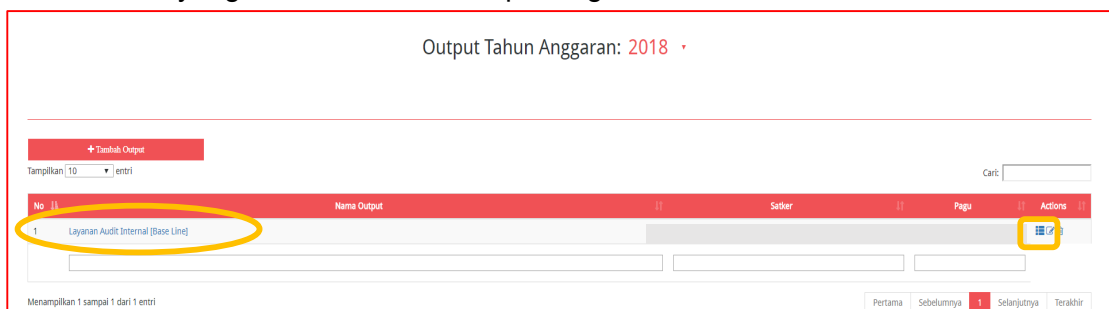 Output Tahun Anggaran: 2018
+ Tambah Output
Tampilkan 10 entri
Cari:
No Nama Output Satker Pagu Actions
1 Layanan Audit Internal [Base Line]
Menampilkan 1 sampai 1 dari 1 entri
Pertama Sebelumnya 1 Selanjutnya Terakhir